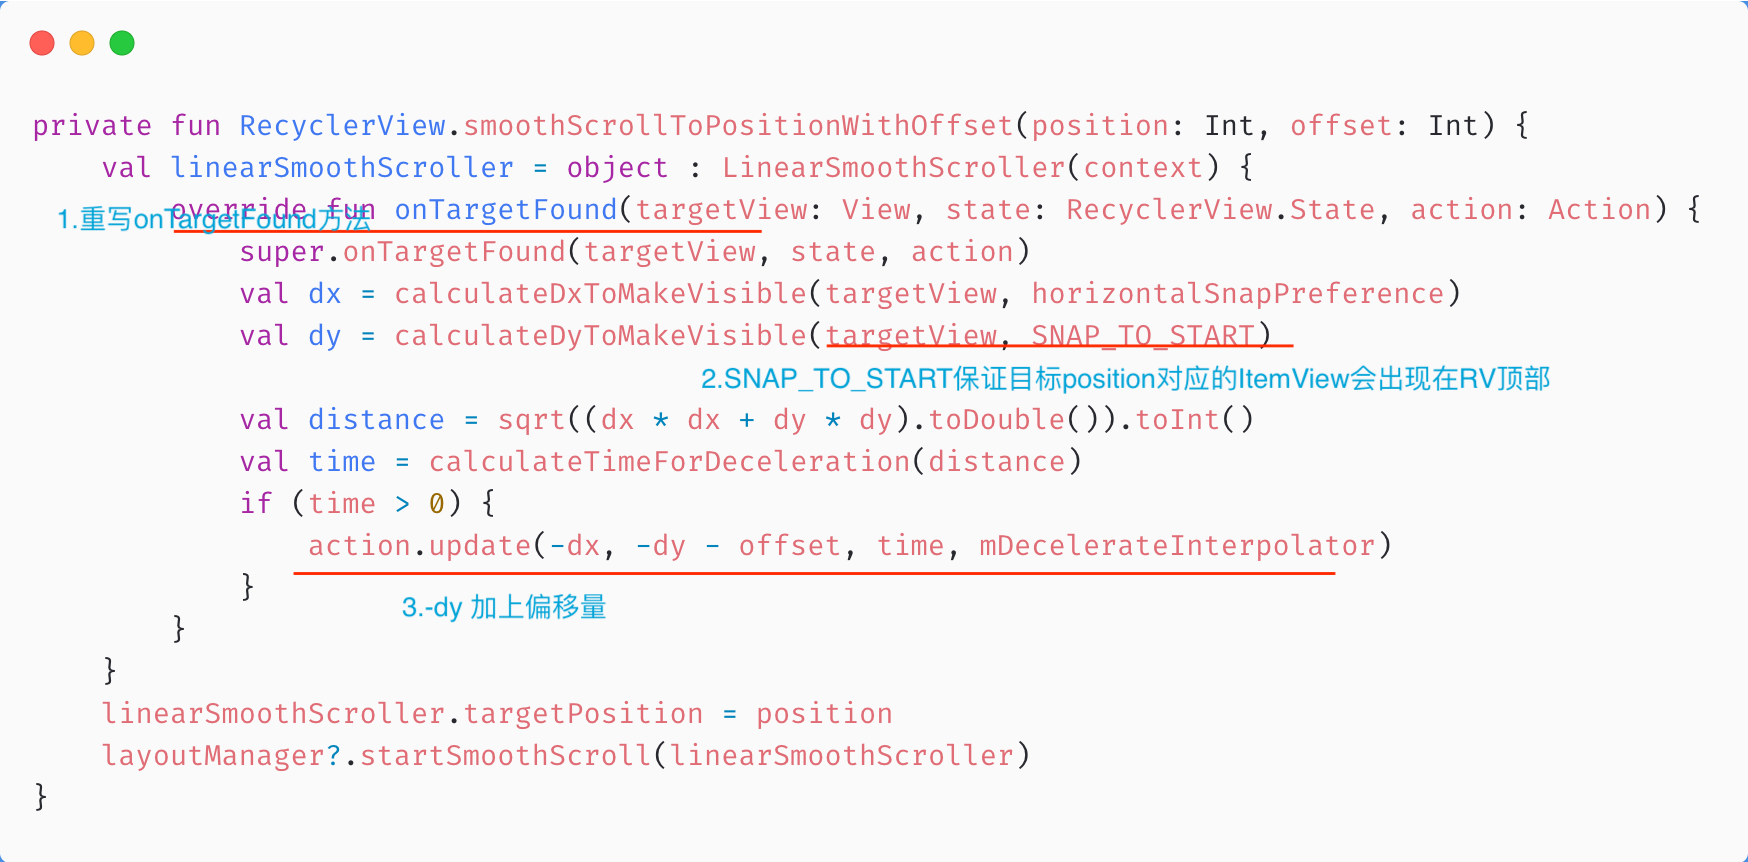 private fun RecyclerView.smoothScrollToPositionWithOffset(position: Int, offset: Int) {
val linearSmoothScroller = object : LinearSmoothScroller(context) {
override fun onTargetFound(targetView: View, state: RecyclerView.State, action: Action) {
1.重写onTargetFound方法
super.onTargetFound(targetView, state, action)
val dx = calculateDxToMakeVisible(targetView, horizontalSnapPreference)
val dy = calculateDyToMakeVisible(targetView, SNAP_TO_START)
2.SNAP_TO_START保证目标position对应的ItemView会出现在RV顶部
val distance = sqrt((dx * dx + dy * dy).toDouble()).toInt()
val time = calculateTimeForDeceleration(distance)
if (time > 0) {
action.update(-dx, -dy - offset, time, mDecelerateInterpolator)
}
3.-dy 加上偏移量
}
}
linearSmoothScroller.targetPosition = position
layoutManager?.startSmoothScroll(linearSmoothScroller)
}